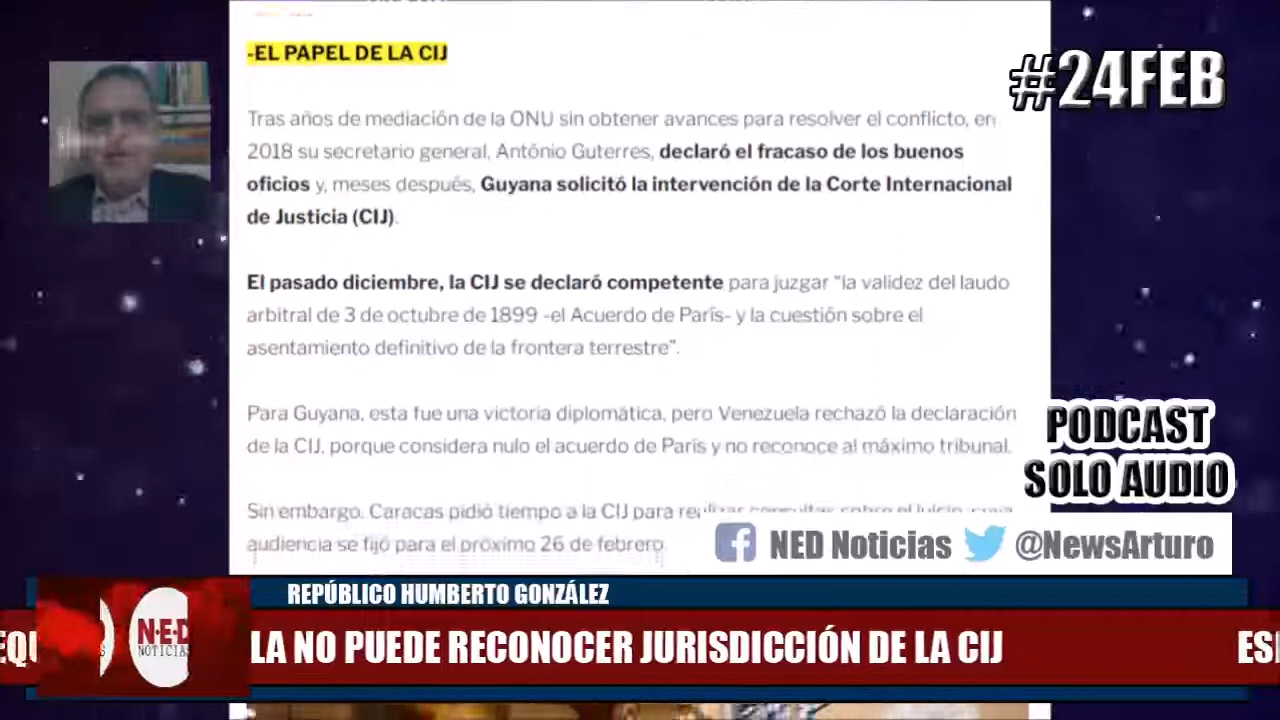 -EL PAPEL DE LA CIJ
#24FEB
Tras años de mediación de la ONU sin obtener avances para resolver el conflicto, en
2018 su secretario general, António Guterres, declaró el fracaso de los buenos
oficios y, meses después, Guyana solicitó la intervención de la Corte Internacional
de Justicia (CIJ).
El pasado diciembre, la CIJ se declaró competente para juzgar “la validez del laudo
arbitral de 3 de octubre de 1899 -el Acuerdo de París- y la cuestión sobre el
asentamiento definitivo de la frontera terrestre”.
Para Guyana, esta fue una victoria diplomática, pero Venezuela rechazó la declaración
de la CIJ, porque considera nulo el acuerdo de París y no reconoce al máximo tribunal.
PODCAST
SOLO AUDIO
Sin embargo, Caracas pidió tiempo a la CIJ para realizar consultas sobre el juicio, cuya
audiencia se fijó para el próximo 26 de febrero.
NED Noticias @NewsArturo
REPÚBLICO HUMBERTO GONZÁLEZ
N·E·D
NOTICIAS
LA NO PUEDE RECONOCER JURISDICCIÓN DE LA CIJ